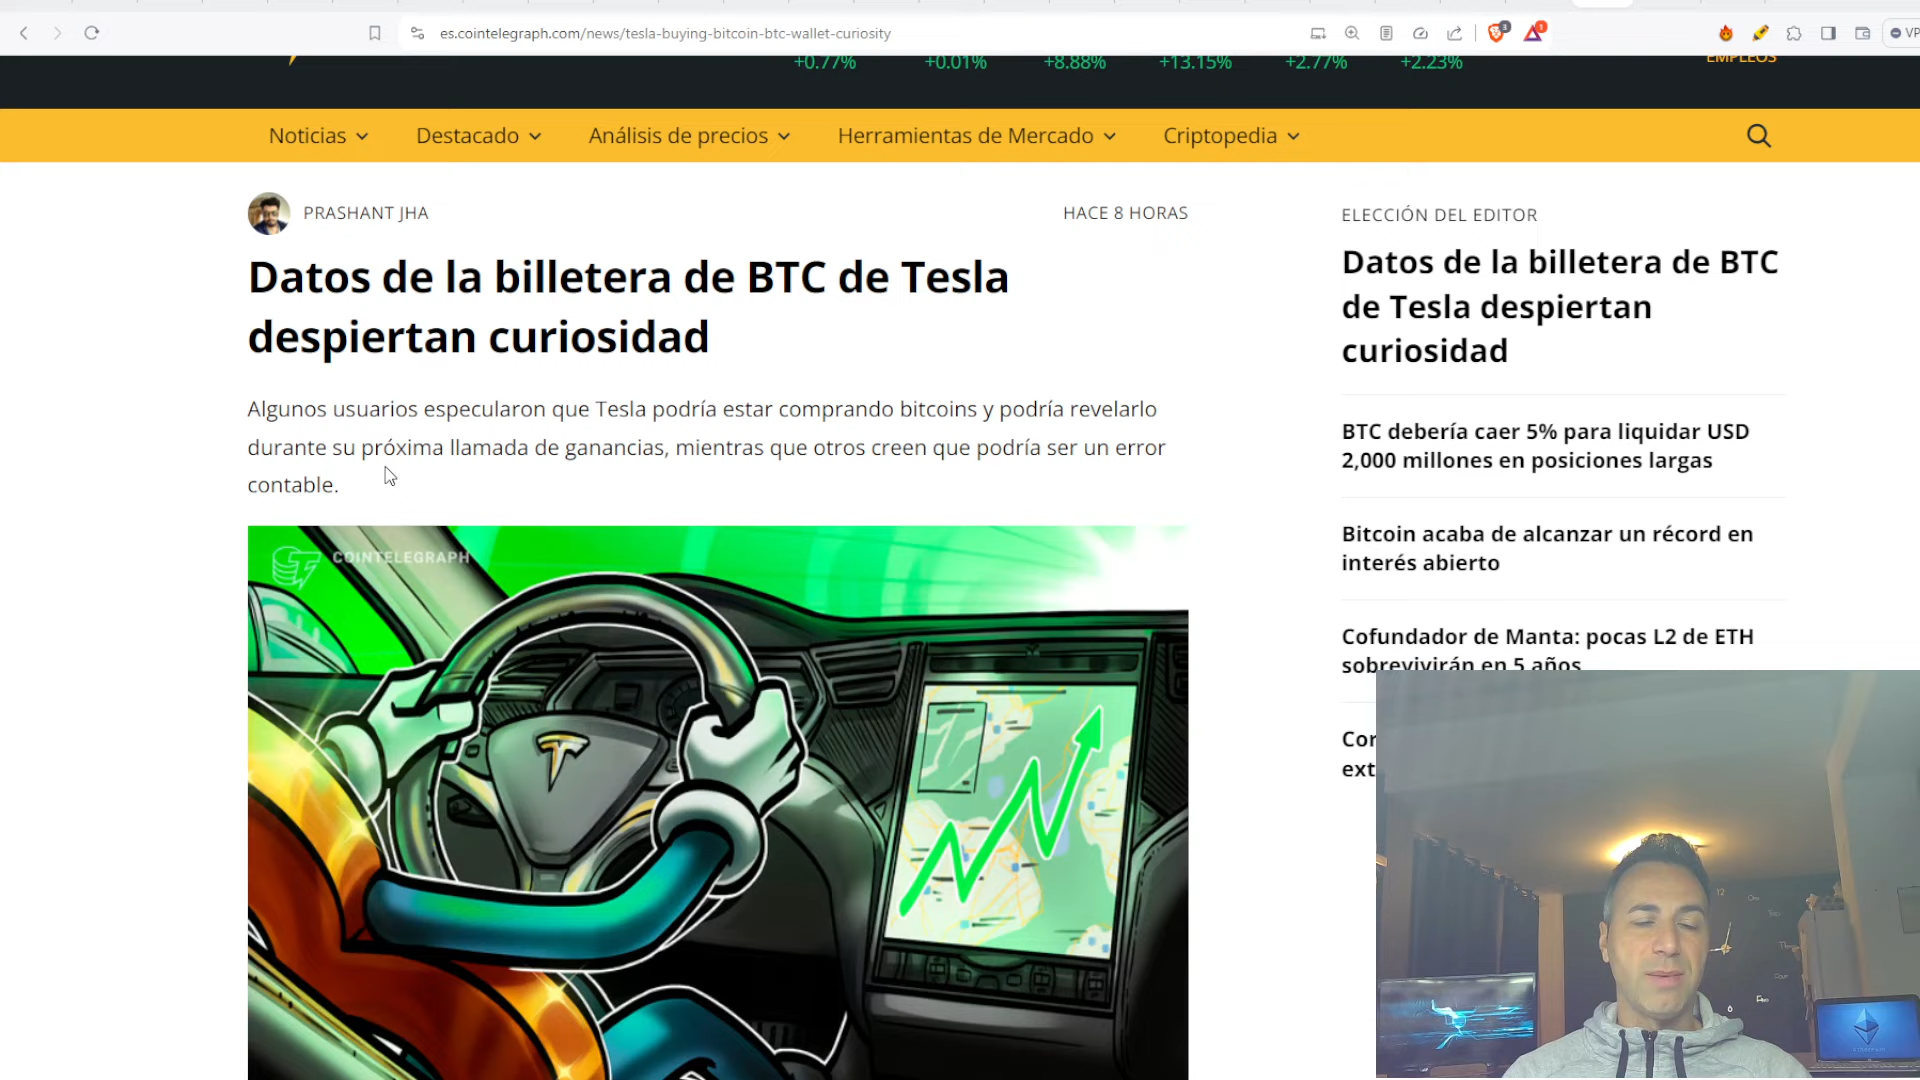 es.cointelegraph.com/news/tesla-buying-bitcoin-btc-wallet-curiosity
3
1
VP
+0.77%
+0.01%
+8.88%
+13.15%
+2.77%
+2.23%
EMPLEOS
Noticias
Destacado
Análisis de precios
Herramientas de Mercado
Criptopedia
PRASHANT JHA
HACE 8 HORAS
Datos de la billetera de BTC de Tesla
despiertan curiosidad
Algunos usuarios especularon que Tesla podría estar comprando bitcoins y podría revelarlo
durante su próxima llamada de ganancias, mientras que otros creen que podría ser un error
contable.
COINTELEGRAPH
ELECCIÓN DEL EDITOR
Datos de la billetera de BTC
de Tesla despiertan
curiosidad
BTC debería caer 5% para liquidar USD
2,000 millones en posiciones largas
Bitcoin acaba de alcanzar un récord en
interés abierto
Cofundador de Manta: pocas L2 de ETH
sobrevivirán en 5 años
Cor
ext
12